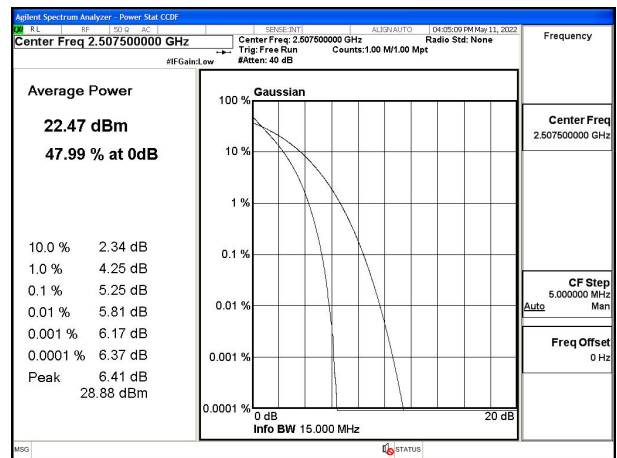 Agilent Spectrum Analyzer - Power Stat CCDF
RL RF 50 Ω AC SENSE:INT ALIGN AUTO 04:05:09 PM May 11, 2022
Center Freq 2.507500000 GHz
Center Freq: 2.507500000 GHz Radio Std: None
Trig: Free Run Counts:1.00 M/1.00 Mpt
#IFGain:Low #Atten: 40 dB
Frequency
Average Power
22.47 dBm
47.99 % at 0dB
10.0 % 2.34 dB
1.0 % 4.25 dB
0.1 % 5.25 dB
0.01 % 5.81 dB
0.001 % 6.17 dB
0.0001 % 6.37 dB
Peak 6.41 dB
28.88 dBm
Gaussian
100 %
10 %
1 %
0.1 %
0.01 %
0.001 %
0.0001 %
0 dB 20 dB
Info BW 15.000 MHz
Center Freq
2.507500000 GHz
CF Step
5.000000 MHz
Auto Man
Freq Offset
0 Hz
MSG STATUS